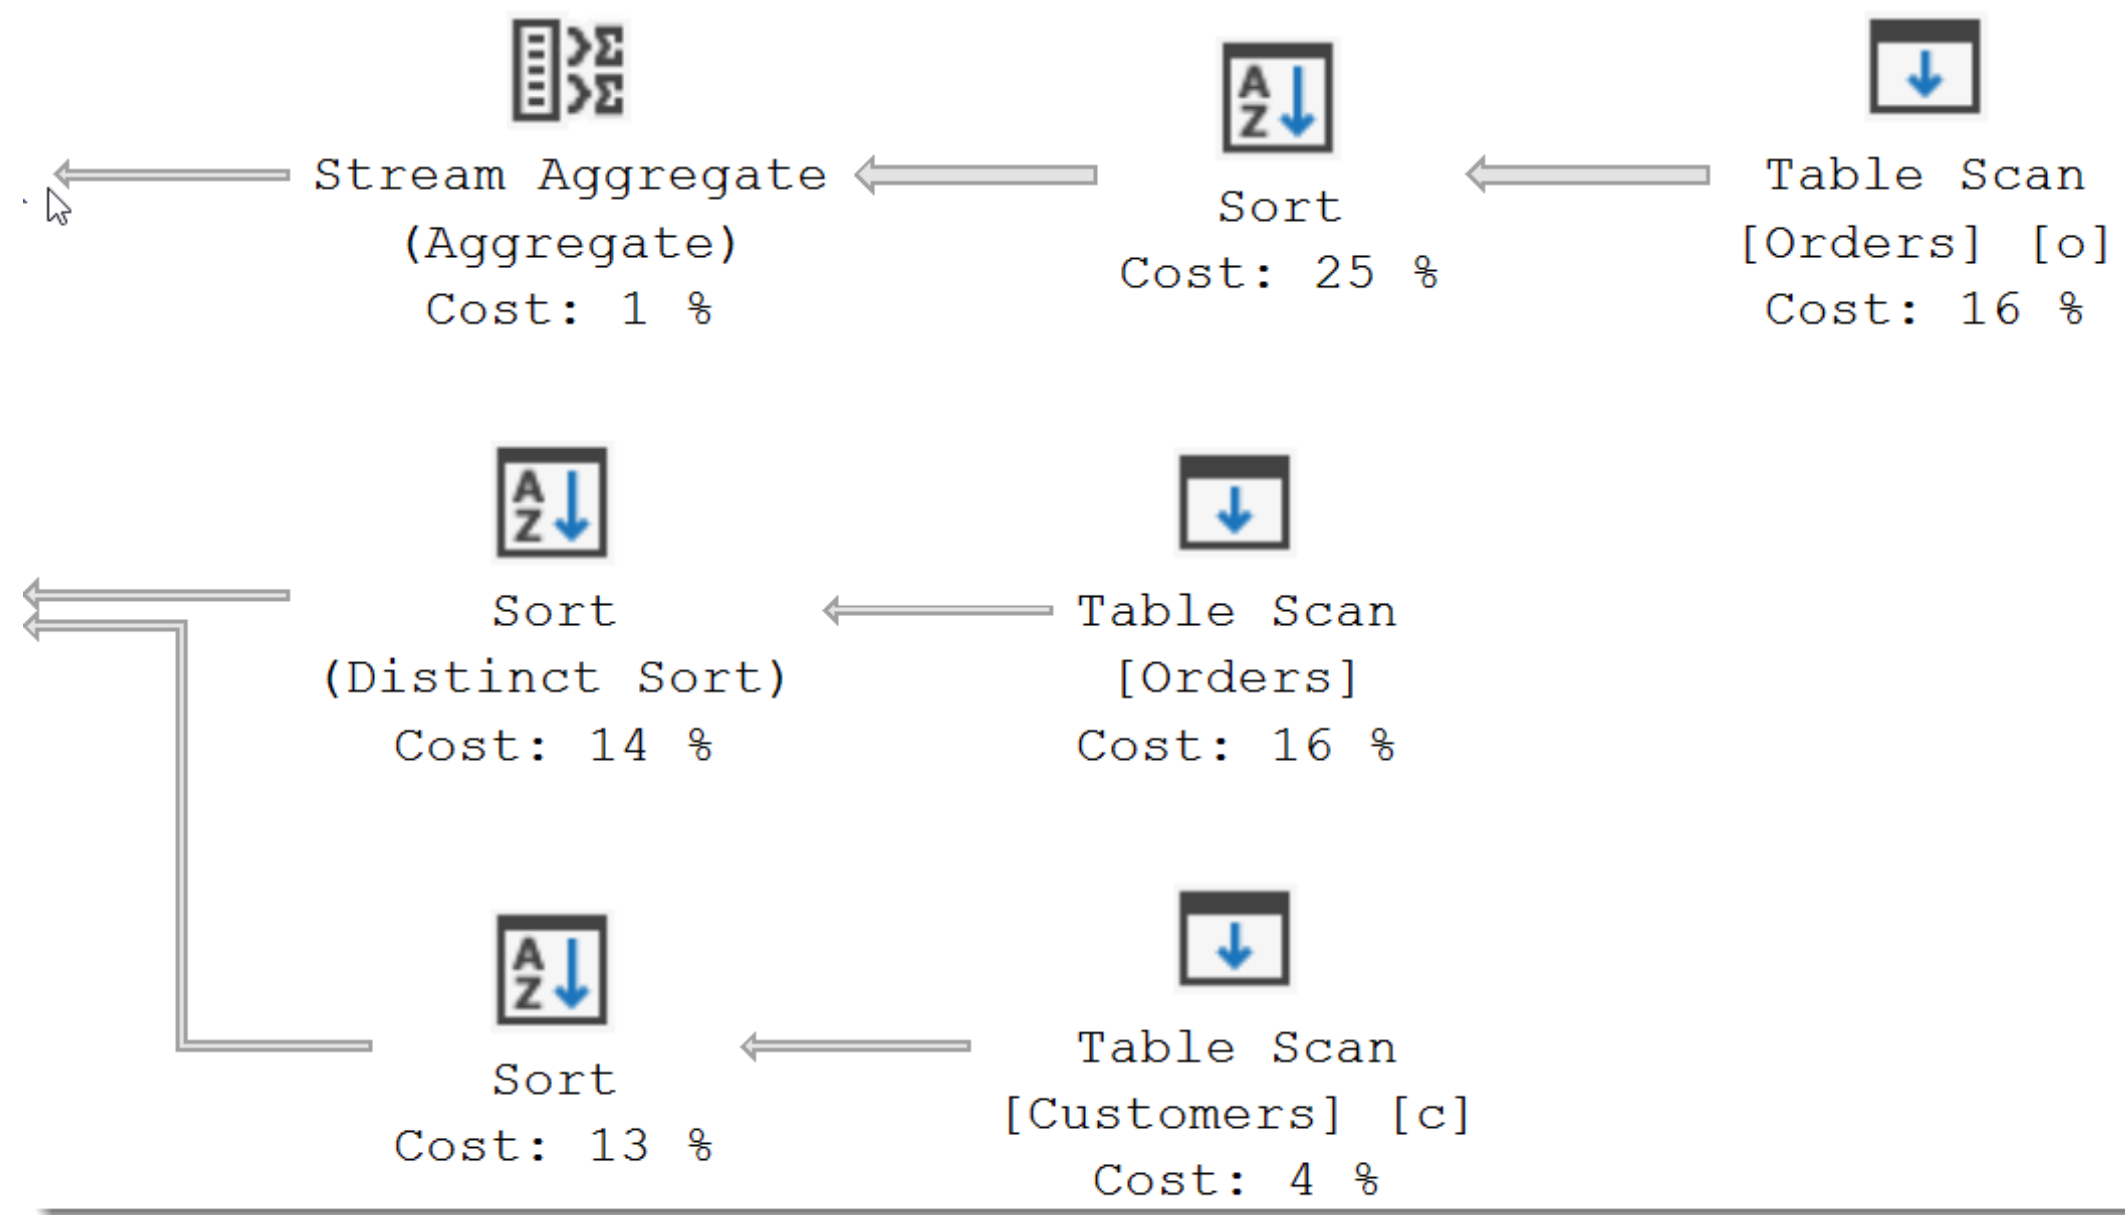 Stream Aggregate
(Aggregate)
Cost: 1 %
Sort
Cost: 25 %
Table Scan
[Orders] [o]
Cost: 16 %
Sort
(Distinct Sort)
Cost: 14 %
Table Scan
[Orders]
Cost: 16 %
Sort
Cost: 13 %
Table Scan
[Customers] [c]
Cost: 4 %